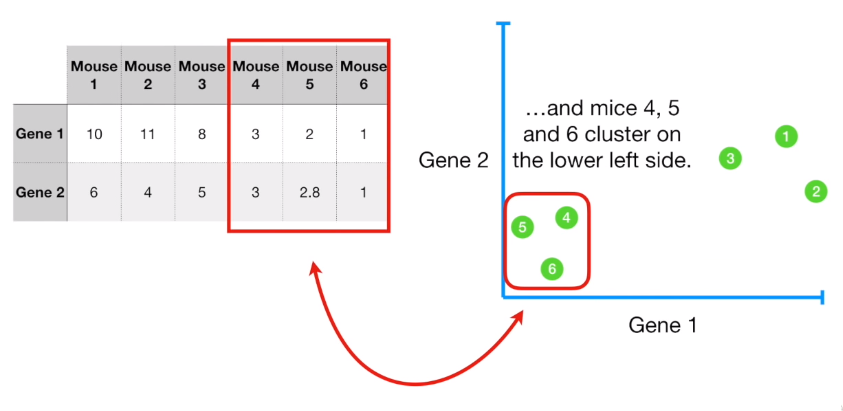 Mouse 1 Mouse 2 Mouse 3 Mouse 4 Mouse 5 Mouse 6
Gene 1 10 11 8 3 2 1
Gene 2 6 4 5 3 2.8 1
…and mice 4, 5
and 6 cluster on
the lower left side.
Gene 2
1
3
2
5
4
6
Gene 1